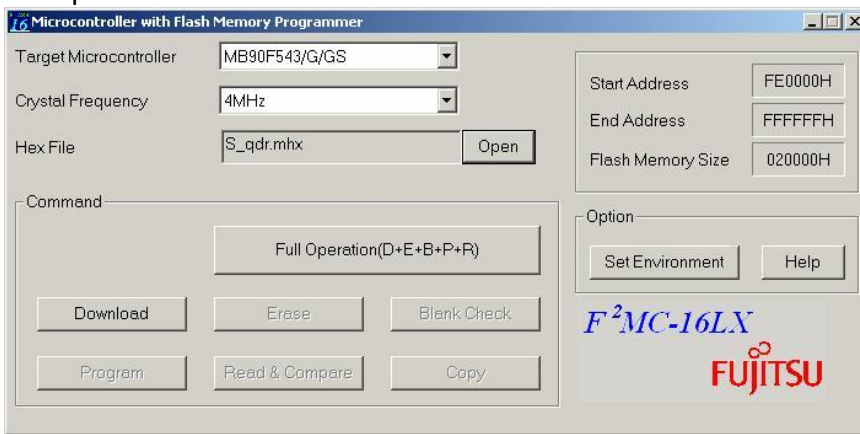 16 Microcontroller with Flash Memory Programmer
Target Microcontroller MB90F543/G/GS
Crystal Frequency 4MHz
Hex File S_qdr.mhx Open
Start Address FE0000H
End Address FFFFFFH
Flash Memory Size 020000H
Command
Full Operation(D+E+B+P+R)
Download Erase Blank Check
Program Read & Compare Copy
Option
Set Environment Help
F²MC-16LX
FUJITSU